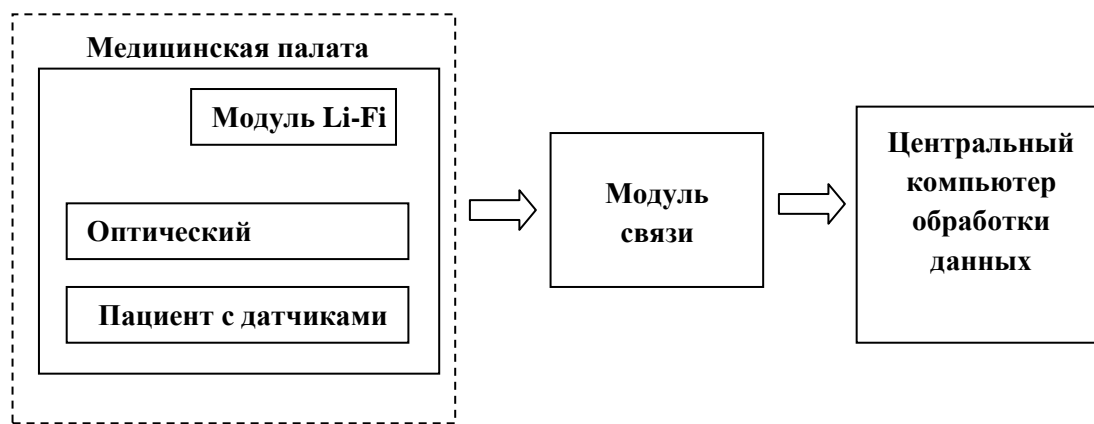 Медицинская палата
Модуль Li-Fi
Оптический
Пациент с датчиками
Модуль
связи
Центральный
компьютер
обработки
данных